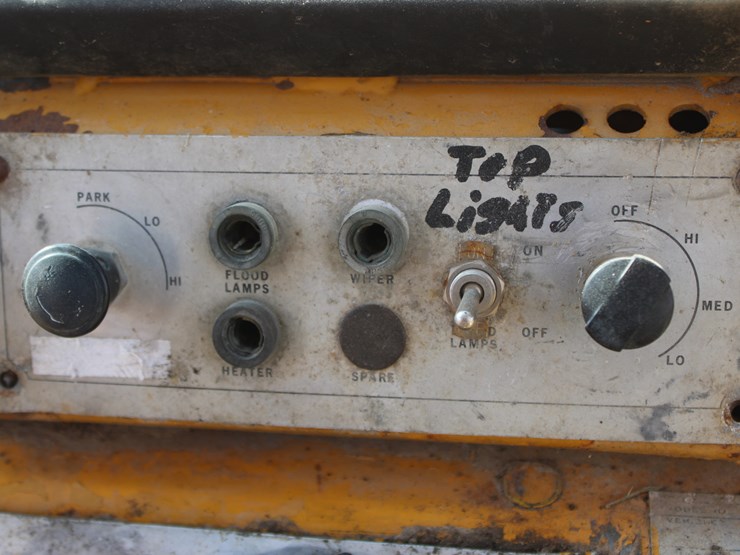 TOP
Lights
PARK
LO
HI
FLOOD
LAMPS
WIPER
HEATER
SPARE
ON
OFF
LAMPS
OFF
HI
MED
LO